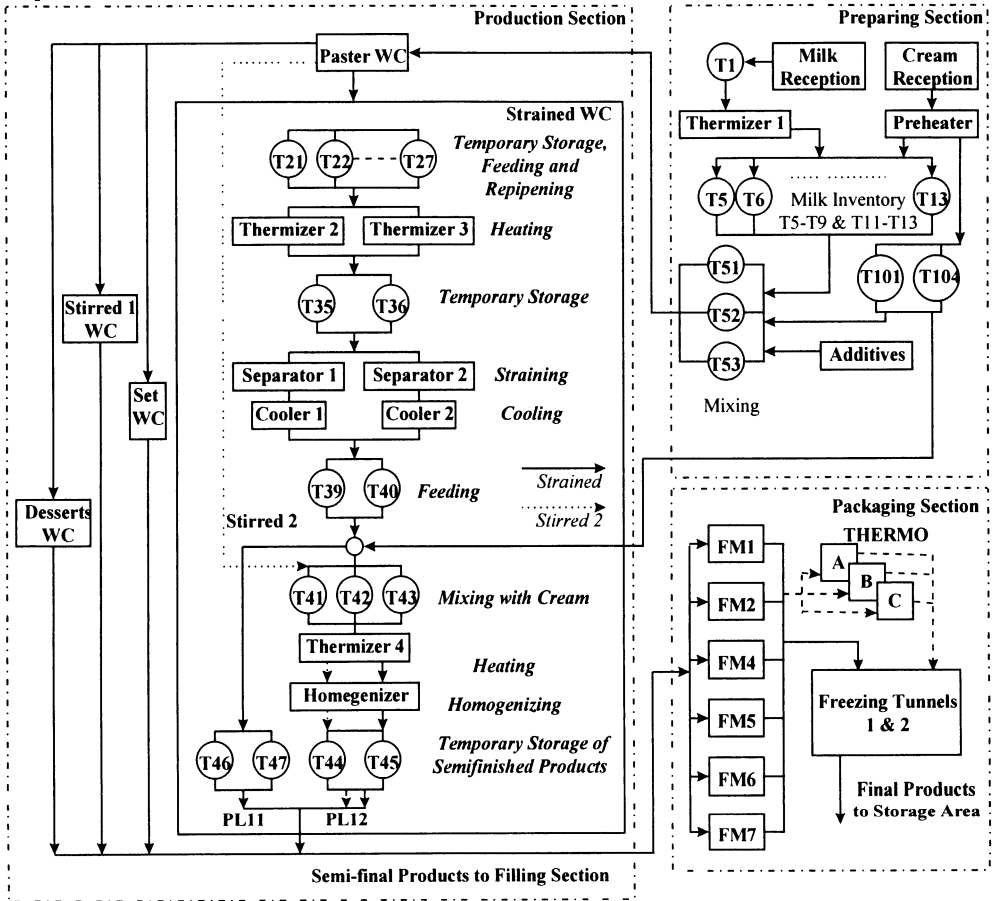 Production Section
Paster WC
Strained WC
T21
T22
T27
Temporary Storage,
Feeding and
Repipening
Thermizer 2
Thermizer 3
Heating
T35
T36
Temporary Storage
Separator 1
Separator 2
Straining
Cooler 1
Cooler 2
Cooling
T39
T40
Feeding
Strained
Stirred 2
Stirred 2
T41
T42
T43
Mixing with Cream
Thermizer 4
Heating
Homegenizer
Homogenizing
T46
T47
T44
T45
Temporary Storage of
Semifinished Products
PL11
PL12
Stirred 1
WC
Set
WC
Desserts
WC
Semi-final Products to Filling Section
Preparing Section
T1
Milk
Reception
Cream
Reception
Thermizer 1
Preheater
T5
T6
T13
Milk Inventory
T5-T9 & T11-T13
T51
T52
T53
T101
T104
Additives
Mixing
Packaging Section
THERMO
FM1
FM2
FM4
FM5
FM6
FM7
A
B
C
Freezing Tunnels
1 & 2
Final Products
to Storage Area